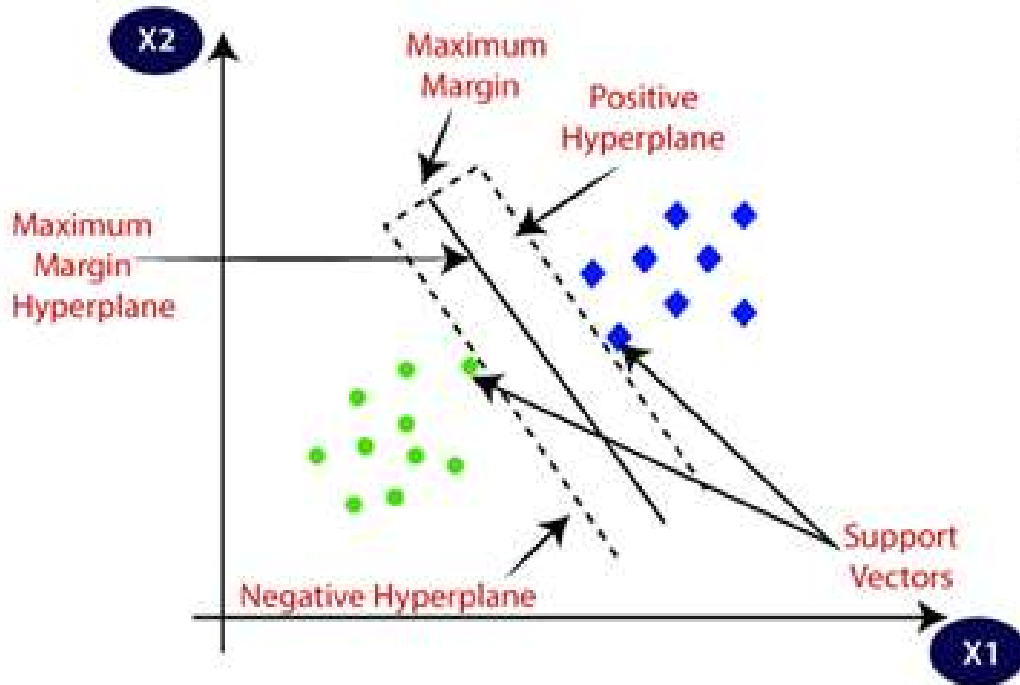 X2
Maximum
Margin
Positive
Hyperplane
Maximum
Margin
Hyperplane
Support
Vectors
Negative Hyperplane
X1